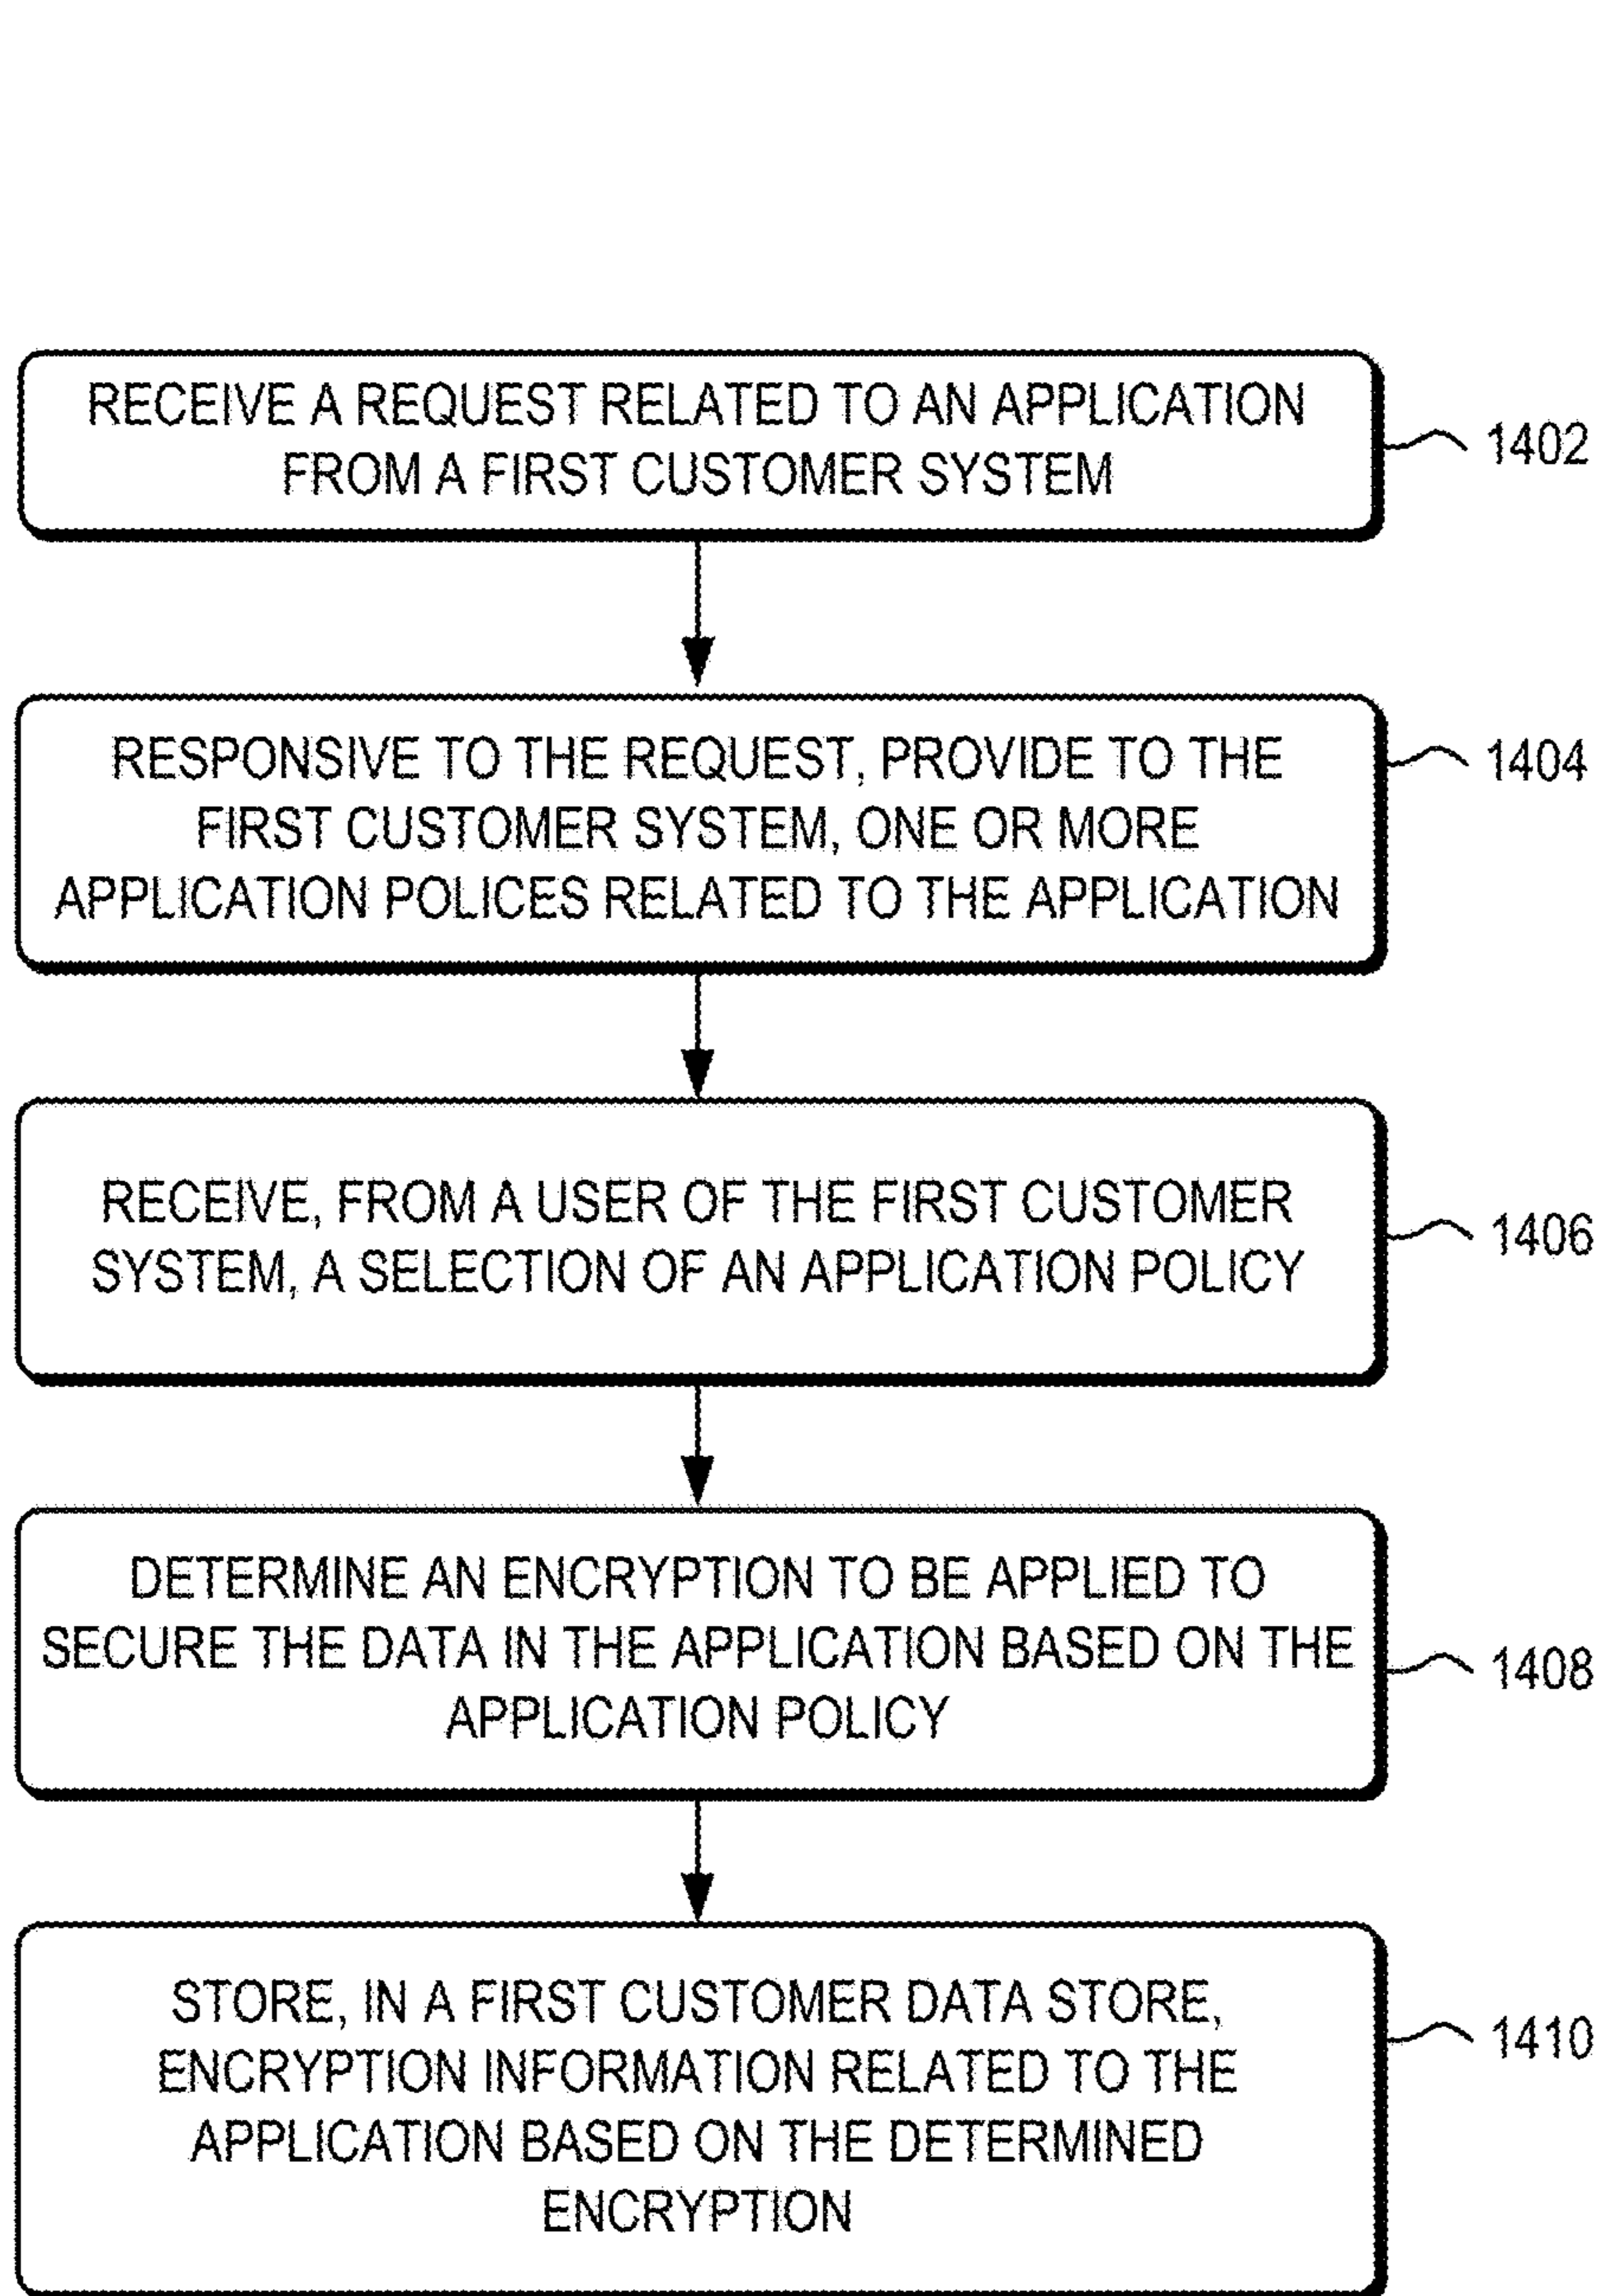 RECEIVE A REQUEST RELATED TO AN APPLICATION
FROM A FIRST CUSTOMER SYSTEM
1402
RESPONSIVE TO THE REQUEST, PROVIDE TO THE
FIRST CUSTOMER SYSTEM, ONE OR MORE
APPLICATION POLICES RELATED TO THE APPLICATION
1404
RECEIVE, FROM A USER OF THE FIRST CUSTOMER
SYSTEM, A SELECTION OF AN APPLICATION POLICY
1406
DETERMINE AN ENCRYPTION TO BE APPLIED TO
SECURE THE DATA IN THE APPLICATION BASED ON THE
APPLICATION POLICY
1408
STORE, IN A FIRST CUSTOMER DATA STORE,
ENCRYPTION INFORMATION RELATED TO THE
APPLICATION BASED ON THE DETERMINED
ENCRYPTION
1410